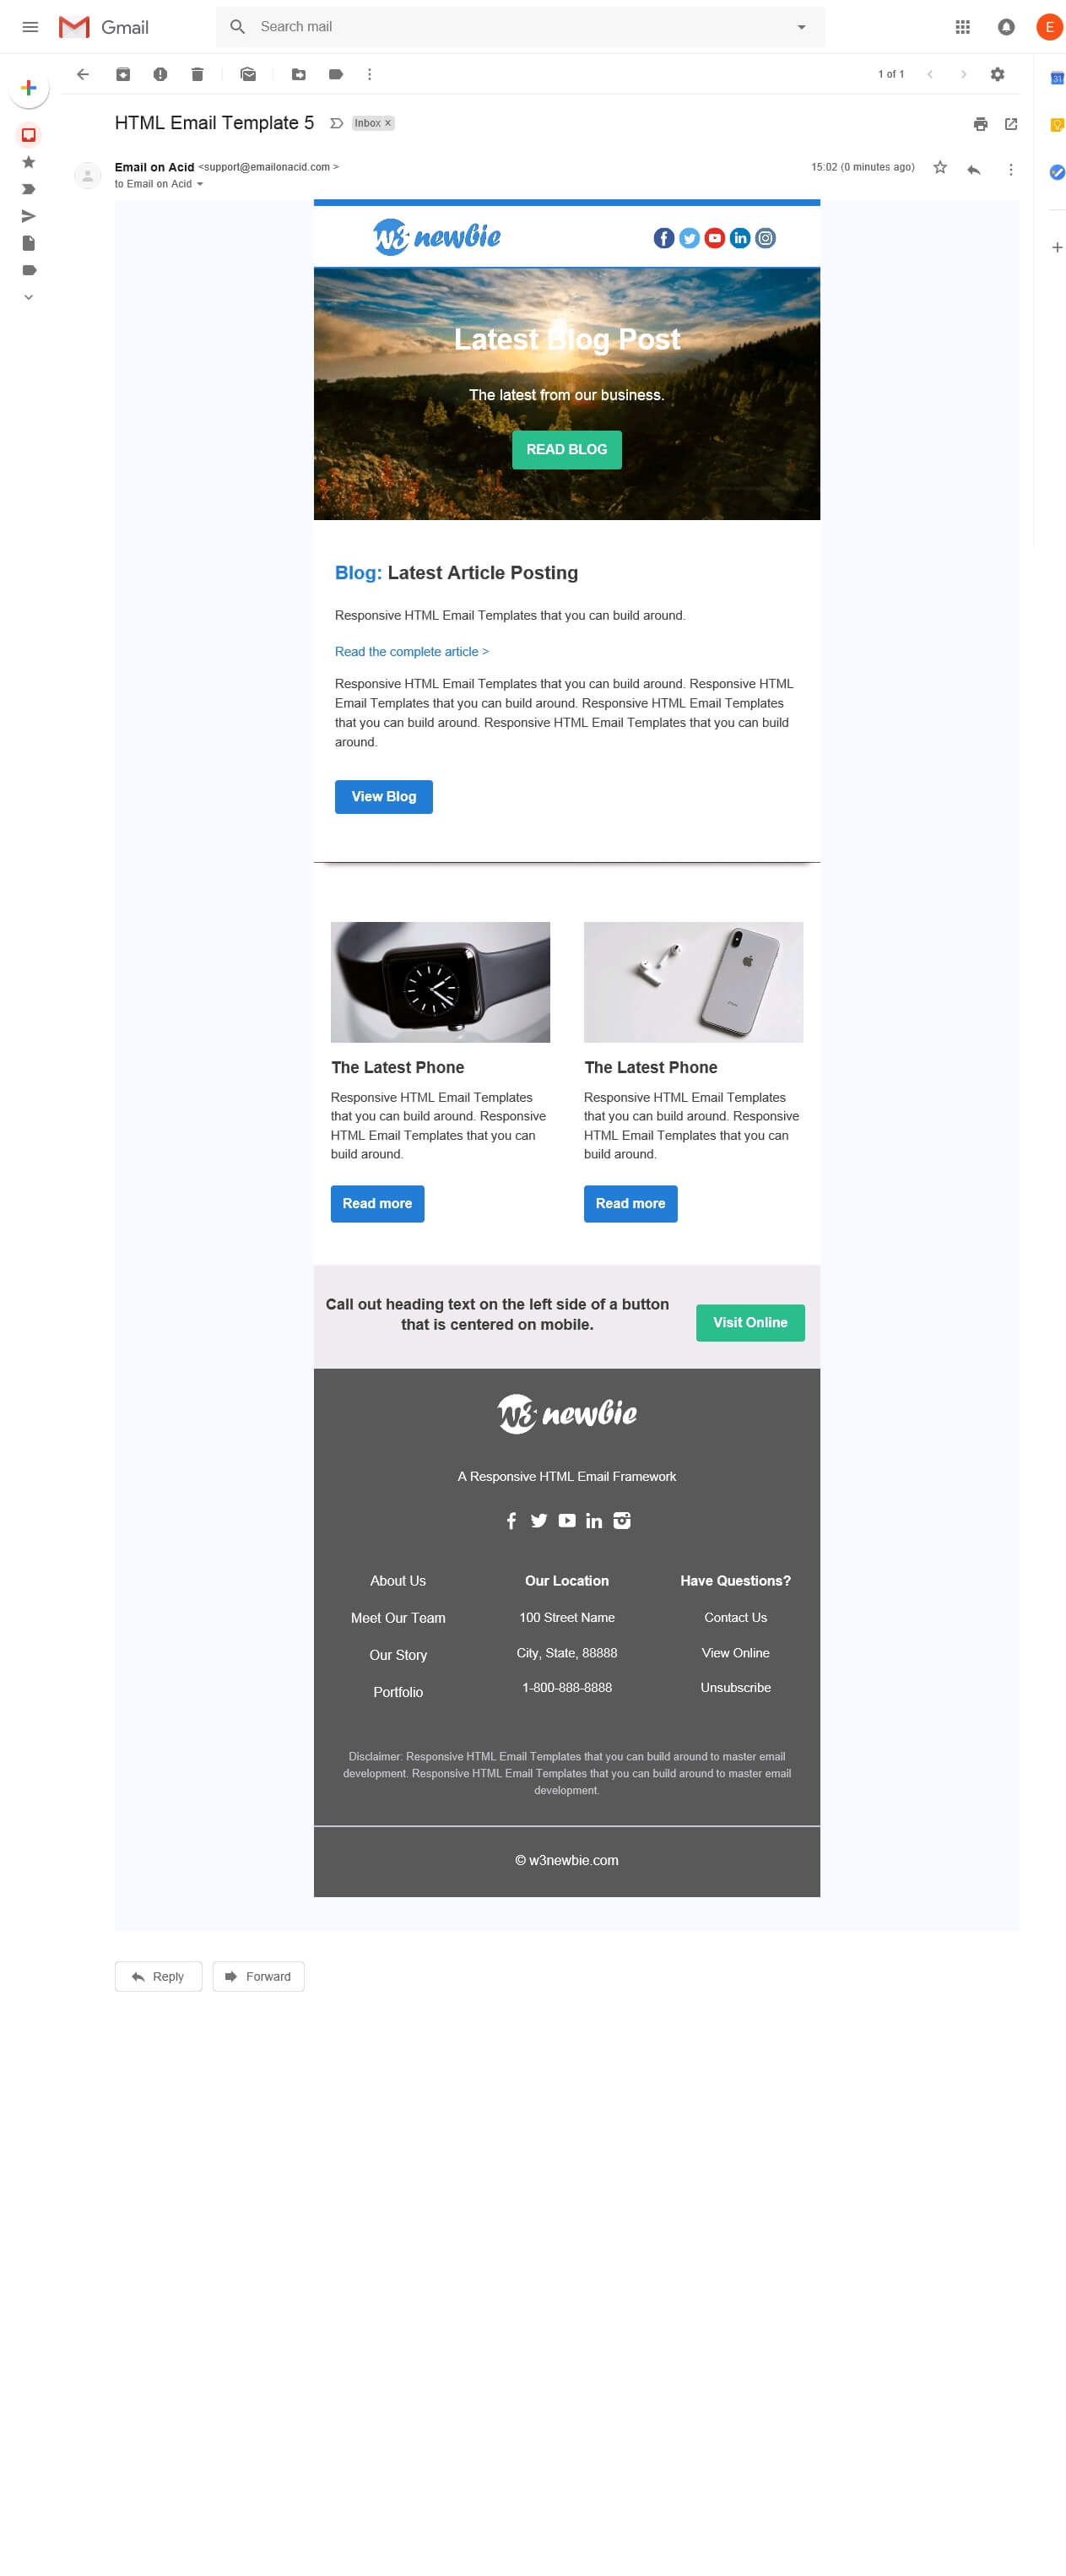 Gmail
Search mail
E
1 of 1
31
HTML Email Template 5
Inbox ×
Email on Acid <support@emailonacid.com >
15:02 (0 minutes ago)
to Email on Acid
W3 newbie
Latest Blog Post
The latest from our business.
READ BLOG
Blog: Latest Article Posting
Responsive HTML Email Templates that you can build around.
Read the complete article >
Responsive HTML Email Templates that you can build around. Responsive HTML
Email Templates that you can build around. Responsive HTML Email Templates
that you can build around. Responsive HTML Email Templates that you can build
around.
View Blog
The Latest Phone
Responsive HTML Email Templates
that you can build around. Responsive
HTML Email Templates that you can
build around.
Read more
The Latest Phone
Responsive HTML Email Templates
that you can build around. Responsive
HTML Email Templates that you can
build around.
Read more
Call out heading text on the left side of a button
that is centered on mobile.
Visit Online
W3 newbie
A Responsive HTML Email Framework
About Us
Meet Our Team
Our Story
Portfolio
Our Location
100 Street Name
City, State, 88888
1-800-888-8888
Have Questions?
Contact Us
View Online
Unsubscribe
Disclaimer: Responsive HTML Email Templates that you can build around to master email
development. Responsive HTML Email Templates that you can build around to master email
development.
© w3newbie.com
Reply
Forward